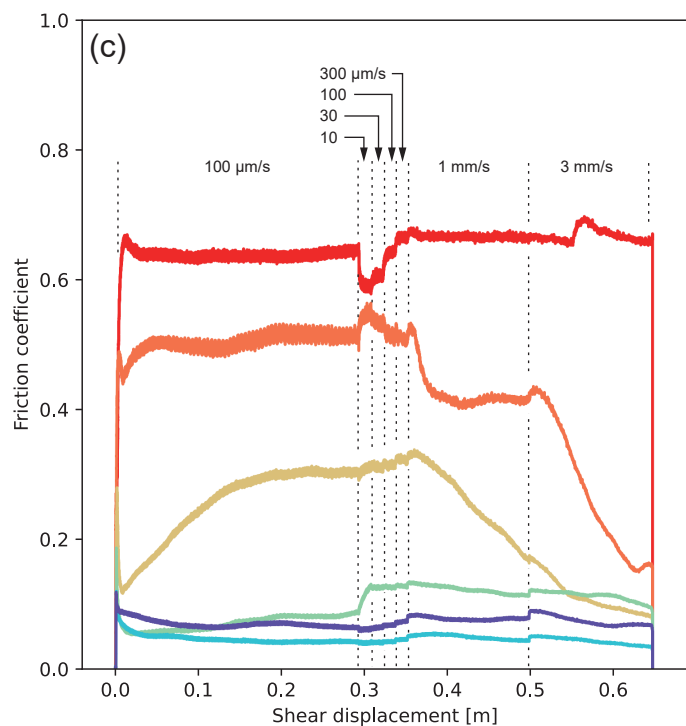 (c)
300 μm/s
100
30
10
100 μm/s
1 mm/s
3 mm/s
1.0
0.8
0.6
0.4
0.2
0.0
Friction coefficient
0.0 0.1 0.2 0.3 0.4 0.5 0.6
Shear displacement [m]